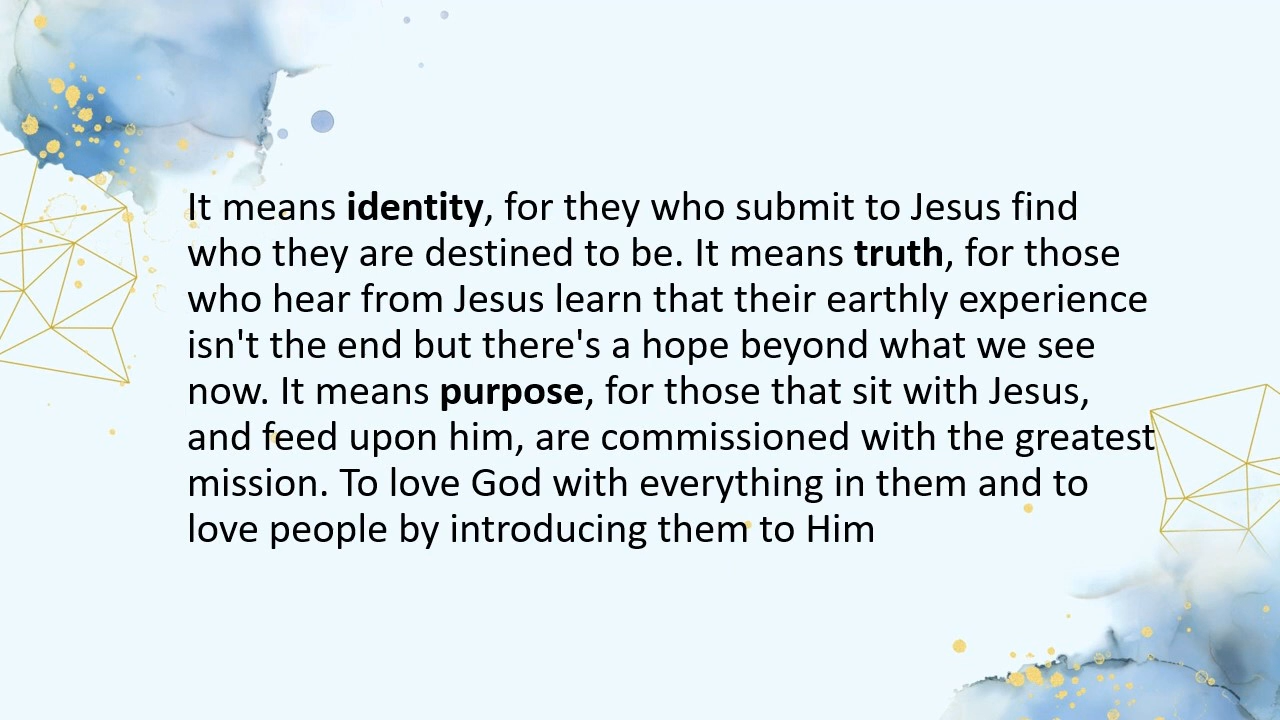 It means identity, for they who submit to Jesus find
who they are destined to be. It means truth, for those
who hear from Jesus learn that their earthly experience
isn't the end but there's a hope beyond what we see
now. It means purpose, for those that sit with Jesus,
and feed upon him, are commissioned with the greatest
mission. To love God with everything in them and to
love people by introducing them to Him